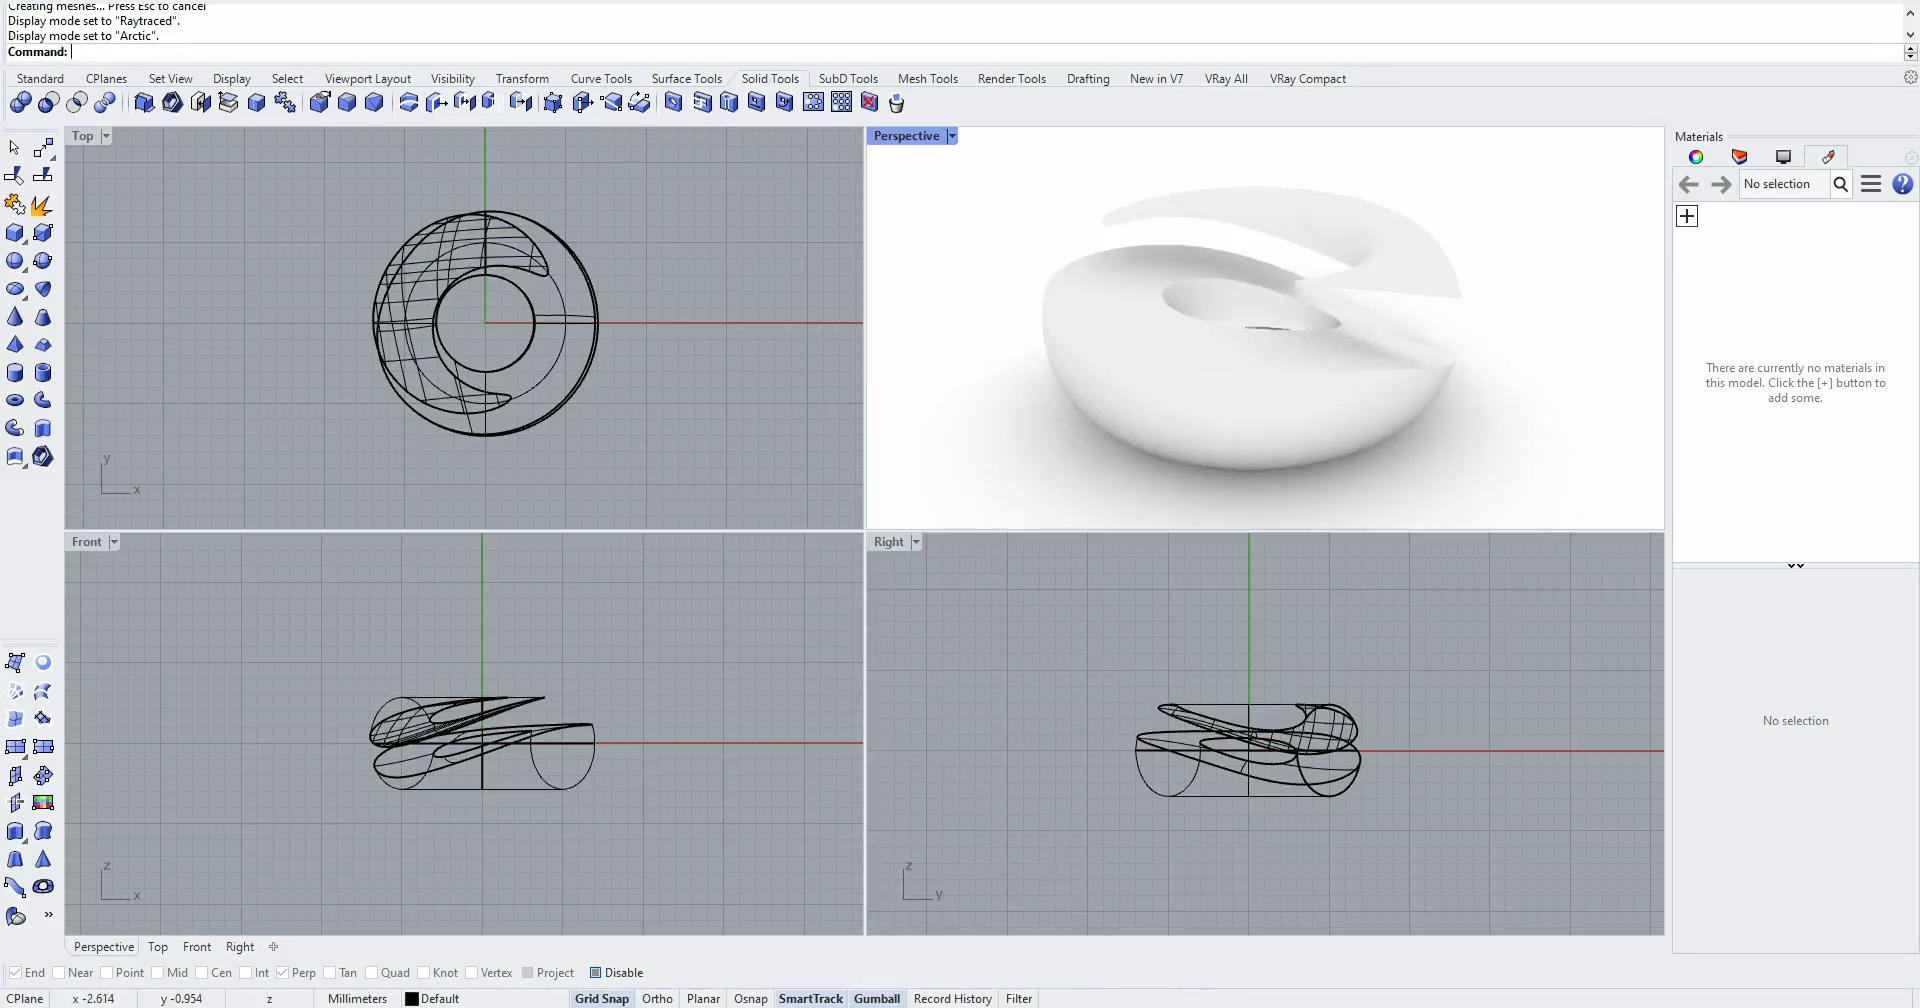 Creating meshes... Press Esc to cancel
Display mode set to "Raytraced".
Display mode set to "Arctic".
Command:
Standard CPlanes Set View Display Select Viewport Layout Visibility Transform Curve Tools Surface Tools Solid Tools SubD Tools Mesh Tools Render Tools Drafting New in V7 VRay All VRay Compact
Top
Perspective
Materials
No selection
There are currently no materials in
this model. Click the [+] button to
add some.
y
x
Front
Right
No selection
z
x
z
y
Perspective Top Front Right
End Near Point Mid Cen Int Perp Tan Quad Knot Vertex Project Disable
CPlane x -2.614 y -0.954 z Millimeters Default Grid Snap Ortho Planar Osnap SmartTrack Gumball Record History Filter